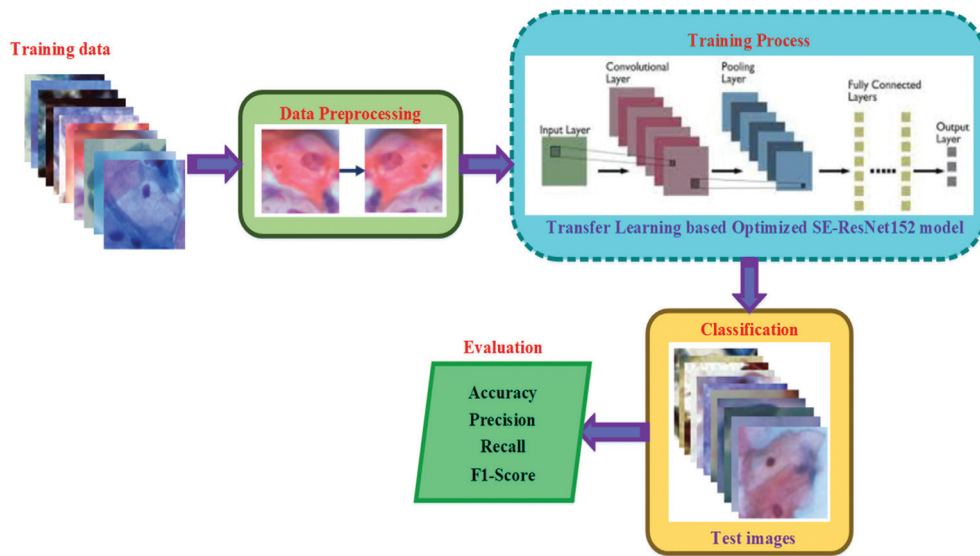 Training data
Data Preprocessing
Training Process
Convolutional
Layer
Pooling
Layer
Fully Connected
Layers
Input Layer
Output
Layer
Transfer Learning based Optimized SE-ResNet152 model
Classification
Test images
Evaluation
Accuracy
Precision
Recall
F1-Score